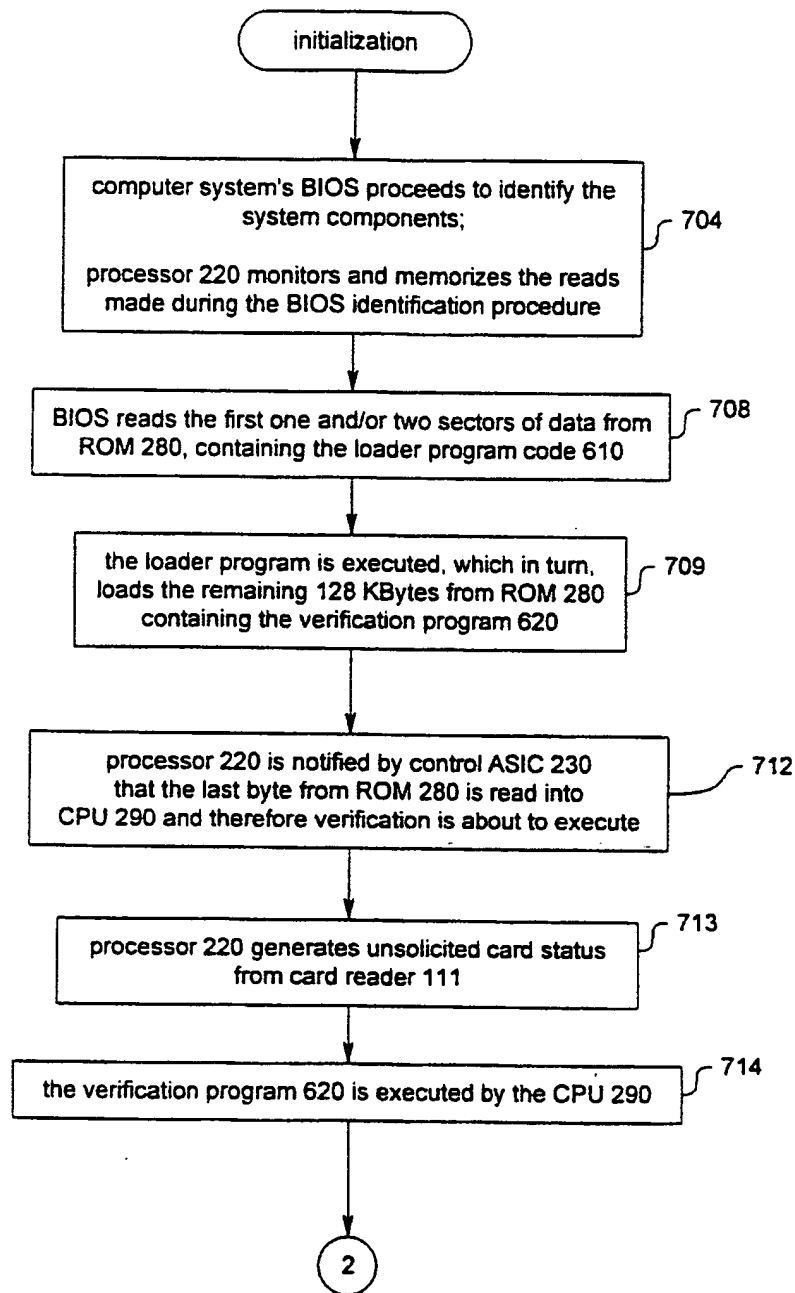 initialization
computer system's BIOS proceeds to identify the
system components;
processor 220 monitors and memorizes the reads
made during the BIOS identification procedure
704
BIOS reads the first one and/or two sectors of data from
ROM 280, containing the loader program code 610
708
the loader program is executed, which in turn,
loads the remaining 128 KBytes from ROM 280
containing the verification program 620
709
processor 220 is notified by control ASIC 230
that the last byte from ROM 280 is read into
CPU 290 and therefore verification is about to execute
712
processor 220 generates unsolicited card status
from card reader 111
713
the verification program 620 is executed by the CPU 290
714
2